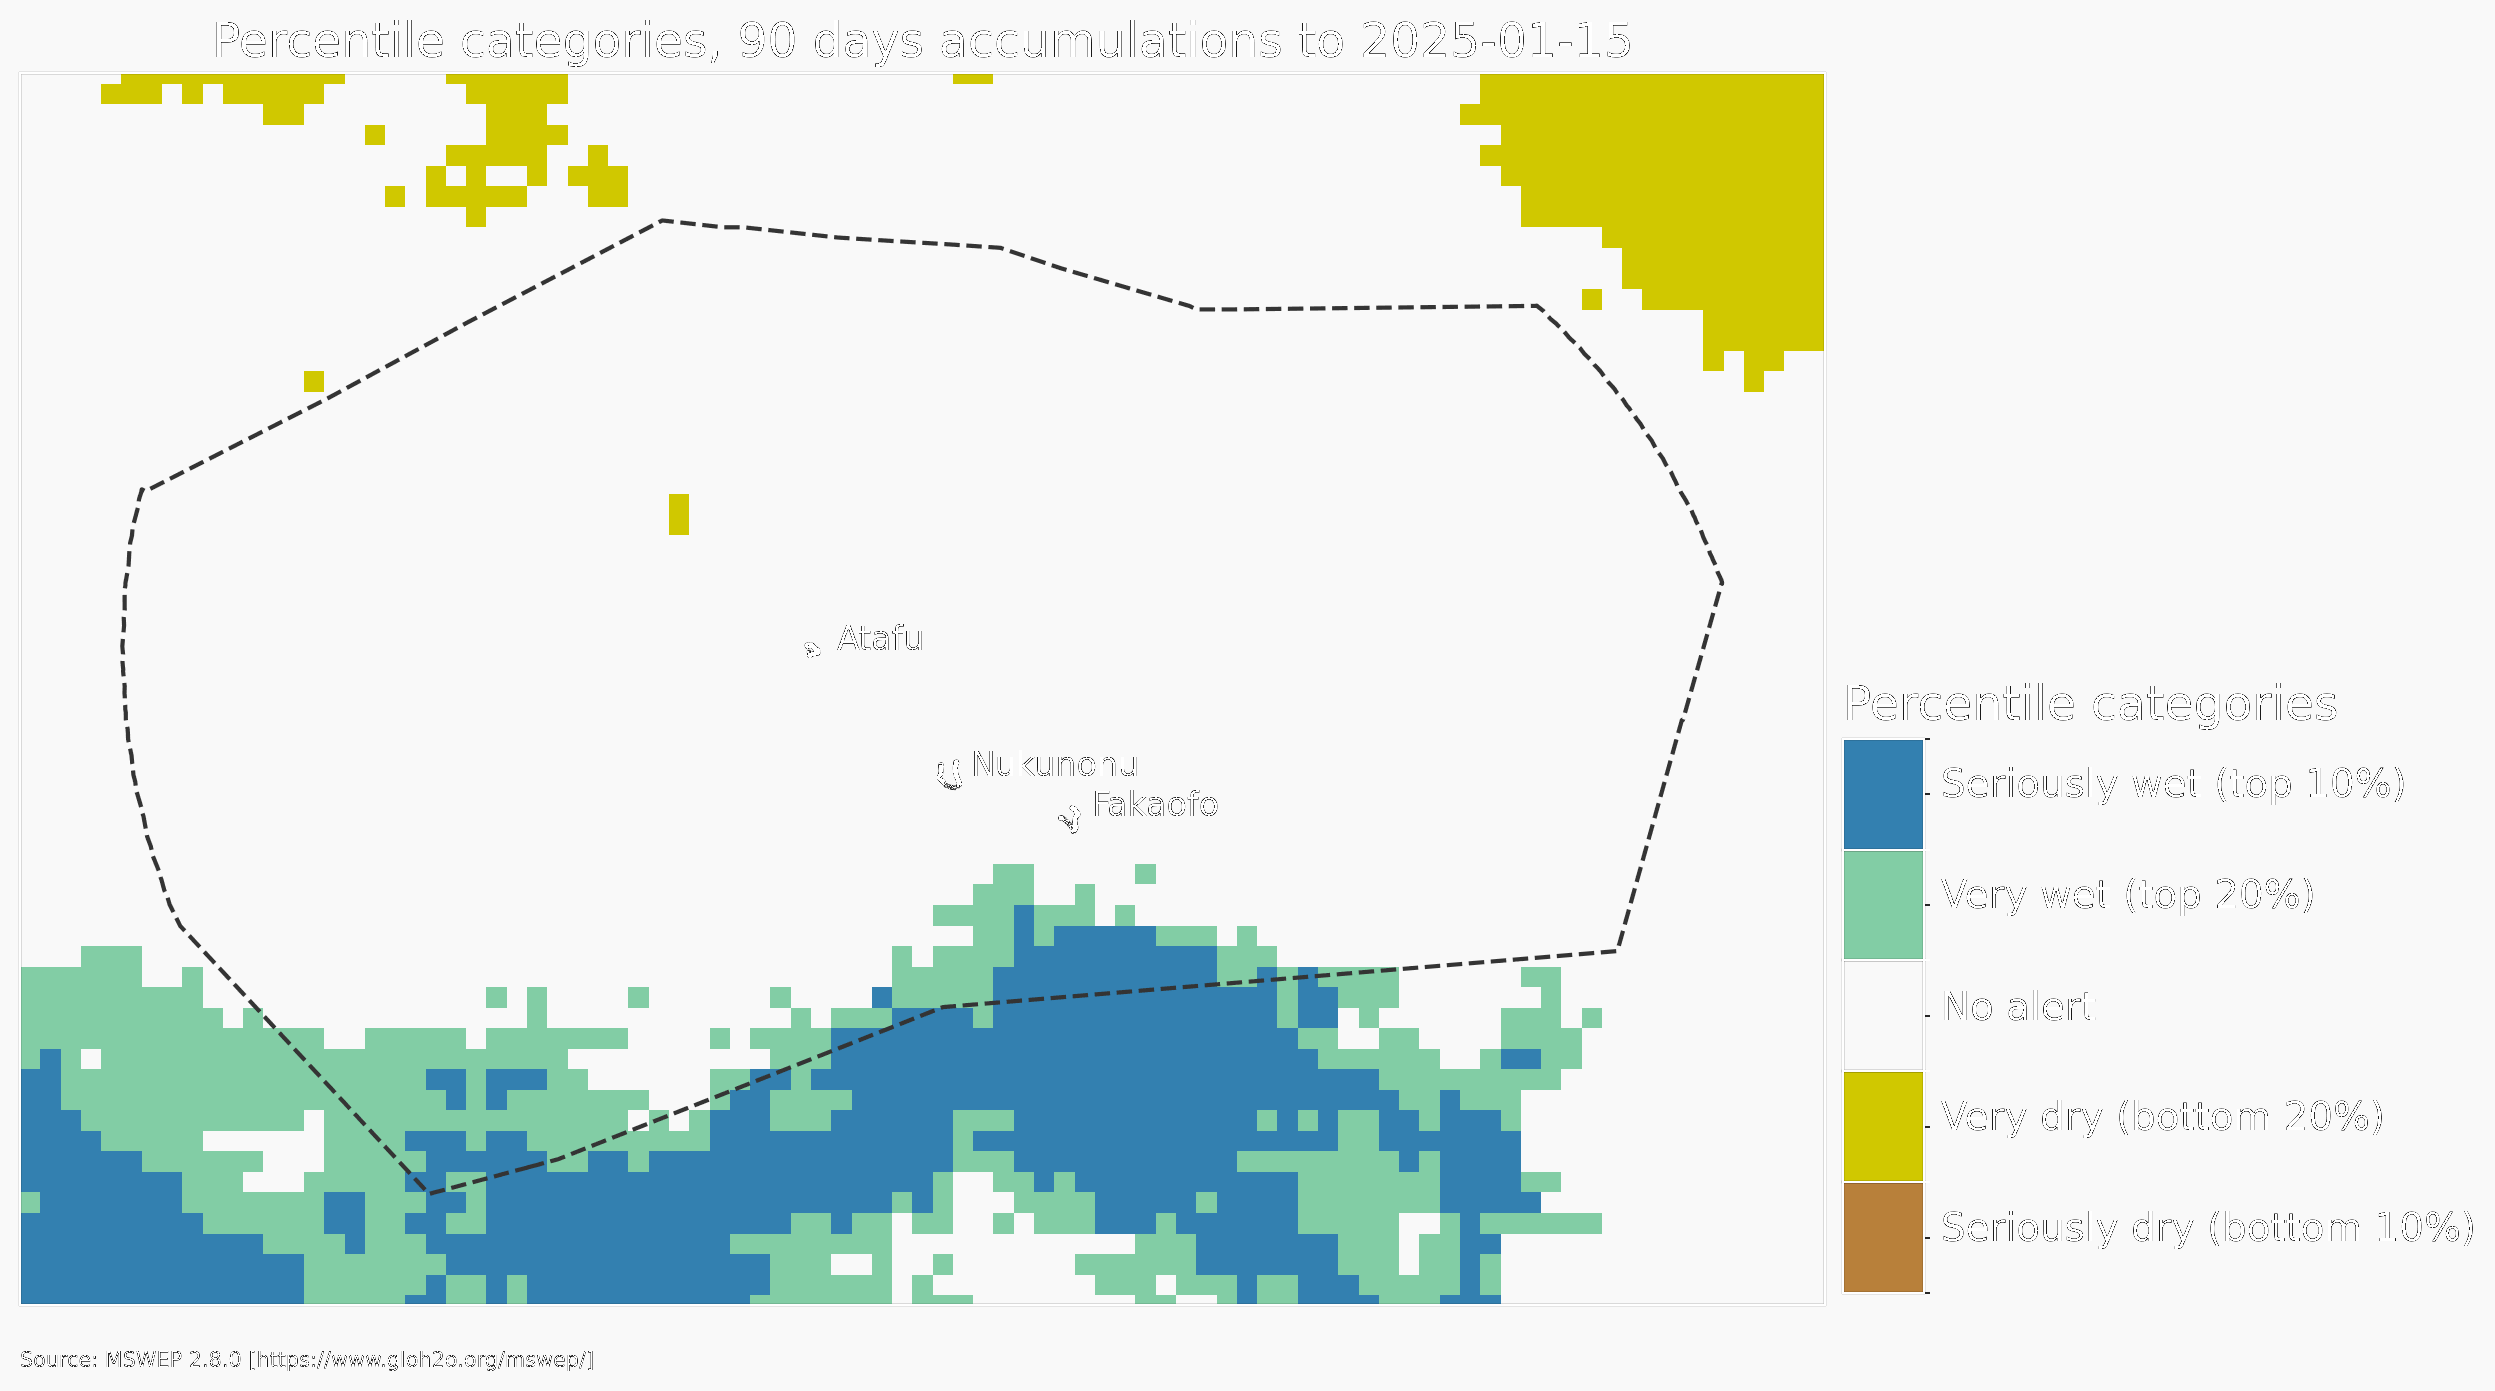 Percentile categories, 90 days accumulations to 2025-01-15
Atafu
Nukunonu
Fakaofo
Percentile categories
Seriously wet (top 10%)
Very wet (top 20%)
No alert
Very dry (bottom 20%)
Seriously dry (bottom 10%)
Source: MSWEP 2.8.0 [https://www.gloh2o.org/mswep/]